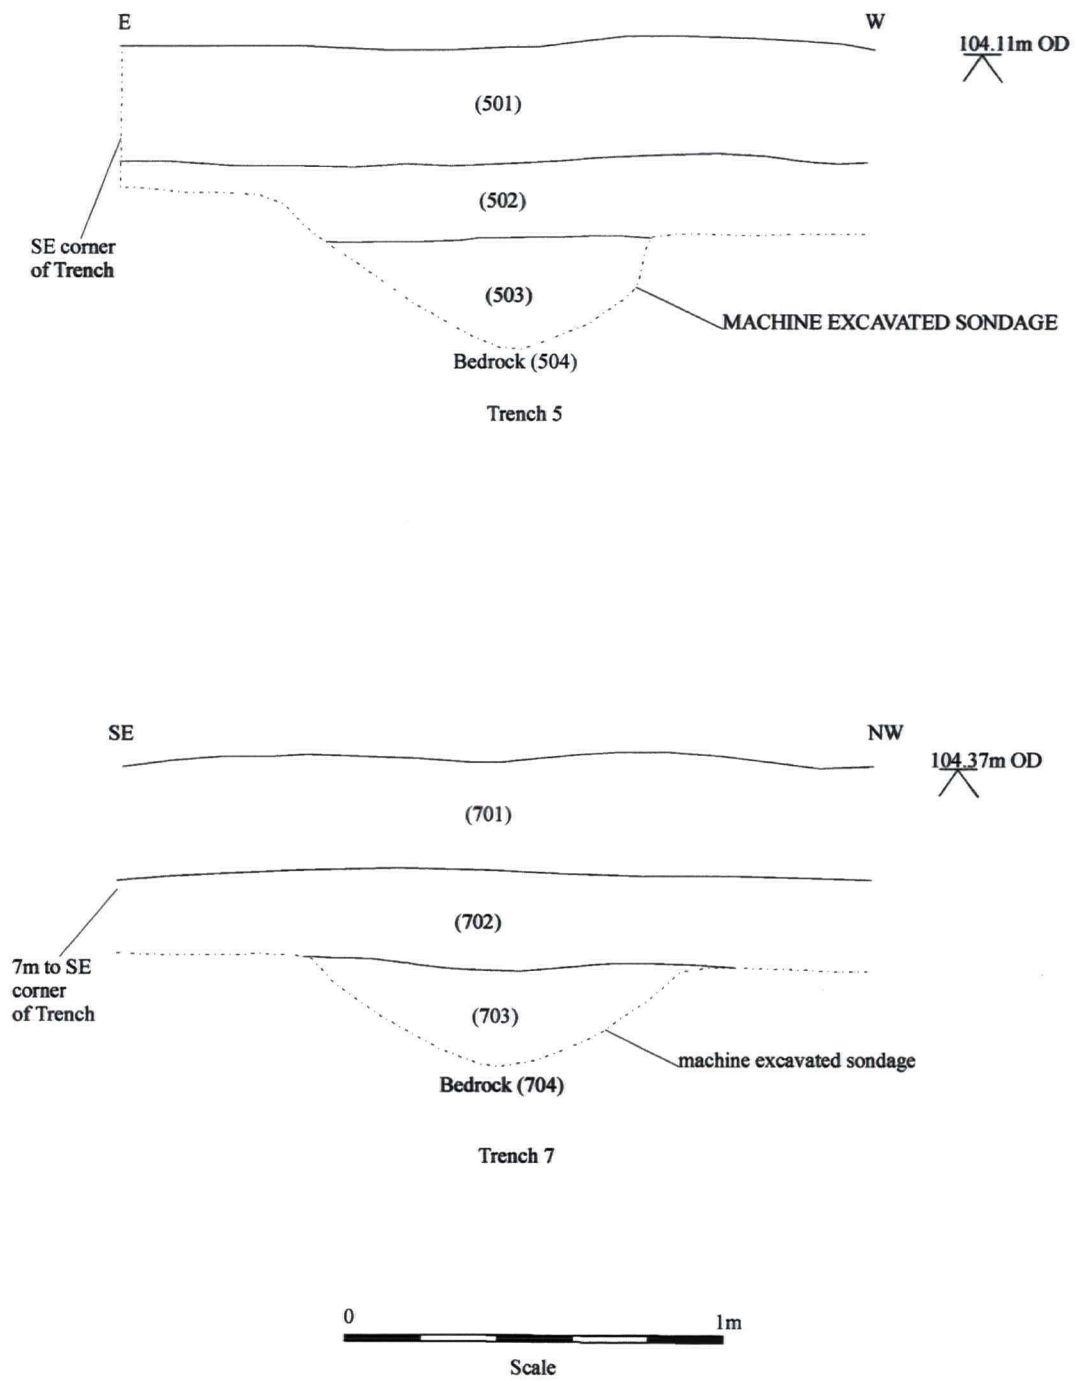 E
W
104.11m OD
(501)
(502)
SE corner
of Trench
(503)
MACHINE EXCAVATED SONDAGE
Bedrock (504)
Trench 5
SE
NW
104.37m OD
(701)
(702)
7m to SE
corner
of Trench
(703)
machine excavated sondage
Bedrock (704)
Trench 7
0
1m
Scale